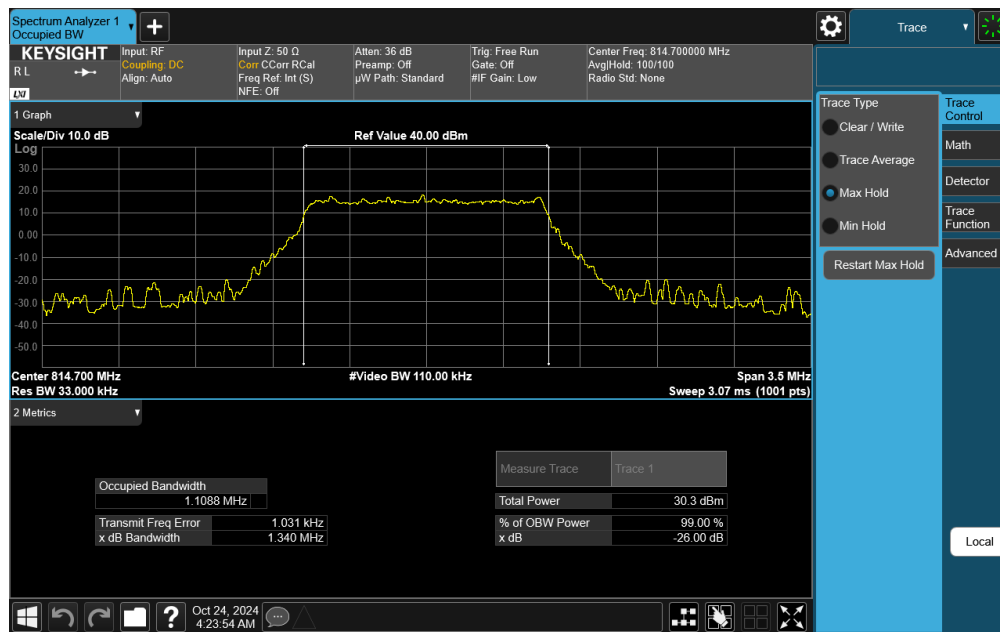 Spectrum Analyzer 1
Occupied BW
Trace
KEYSIGHT
R L
LXI
Input: RF
Coupling: DC
Align: Auto
Input Z: 50 Ω
Corr CCorr RCal
Freq Ref: Int (S)
NFE: Off
Atten: 36 dB
Preamp: Off
µW Path: Standard
Trig: Free Run
Gate: Off
#IF Gain: Low
Center Freq: 814.700000 MHz
Avg|Hold: 100/100
Radio Std: None
1 Graph
Scale/Div 10.0 dB
Ref Value 40.00 dBm
Log
30.0
20.0
10.0
0.00
-10.0
-20.0
-30.0
-40.0
-50.0
Center 814.700 MHz
#Video BW 110.00 kHz
Span 3.5 MHz
Res BW 33.000 kHz
Sweep 3.07 ms (1001 pts)
2 Metrics
Occupied Bandwidth
1.1088 MHz
Transmit Freq Error 1.031 kHz
x dB Bandwidth 1.340 MHz
Measure Trace Trace 1
Total Power 30.3 dBm
% of OBW Power 99.00 %
x dB -26.00 dB
Trace Type
Clear / Write
Trace Average
Max Hold
Min Hold
Restart Max Hold
Trace
Control
Math
Detector
Trace
Function
Advanced
Local
Oct 24, 2024
4:23:54 AM